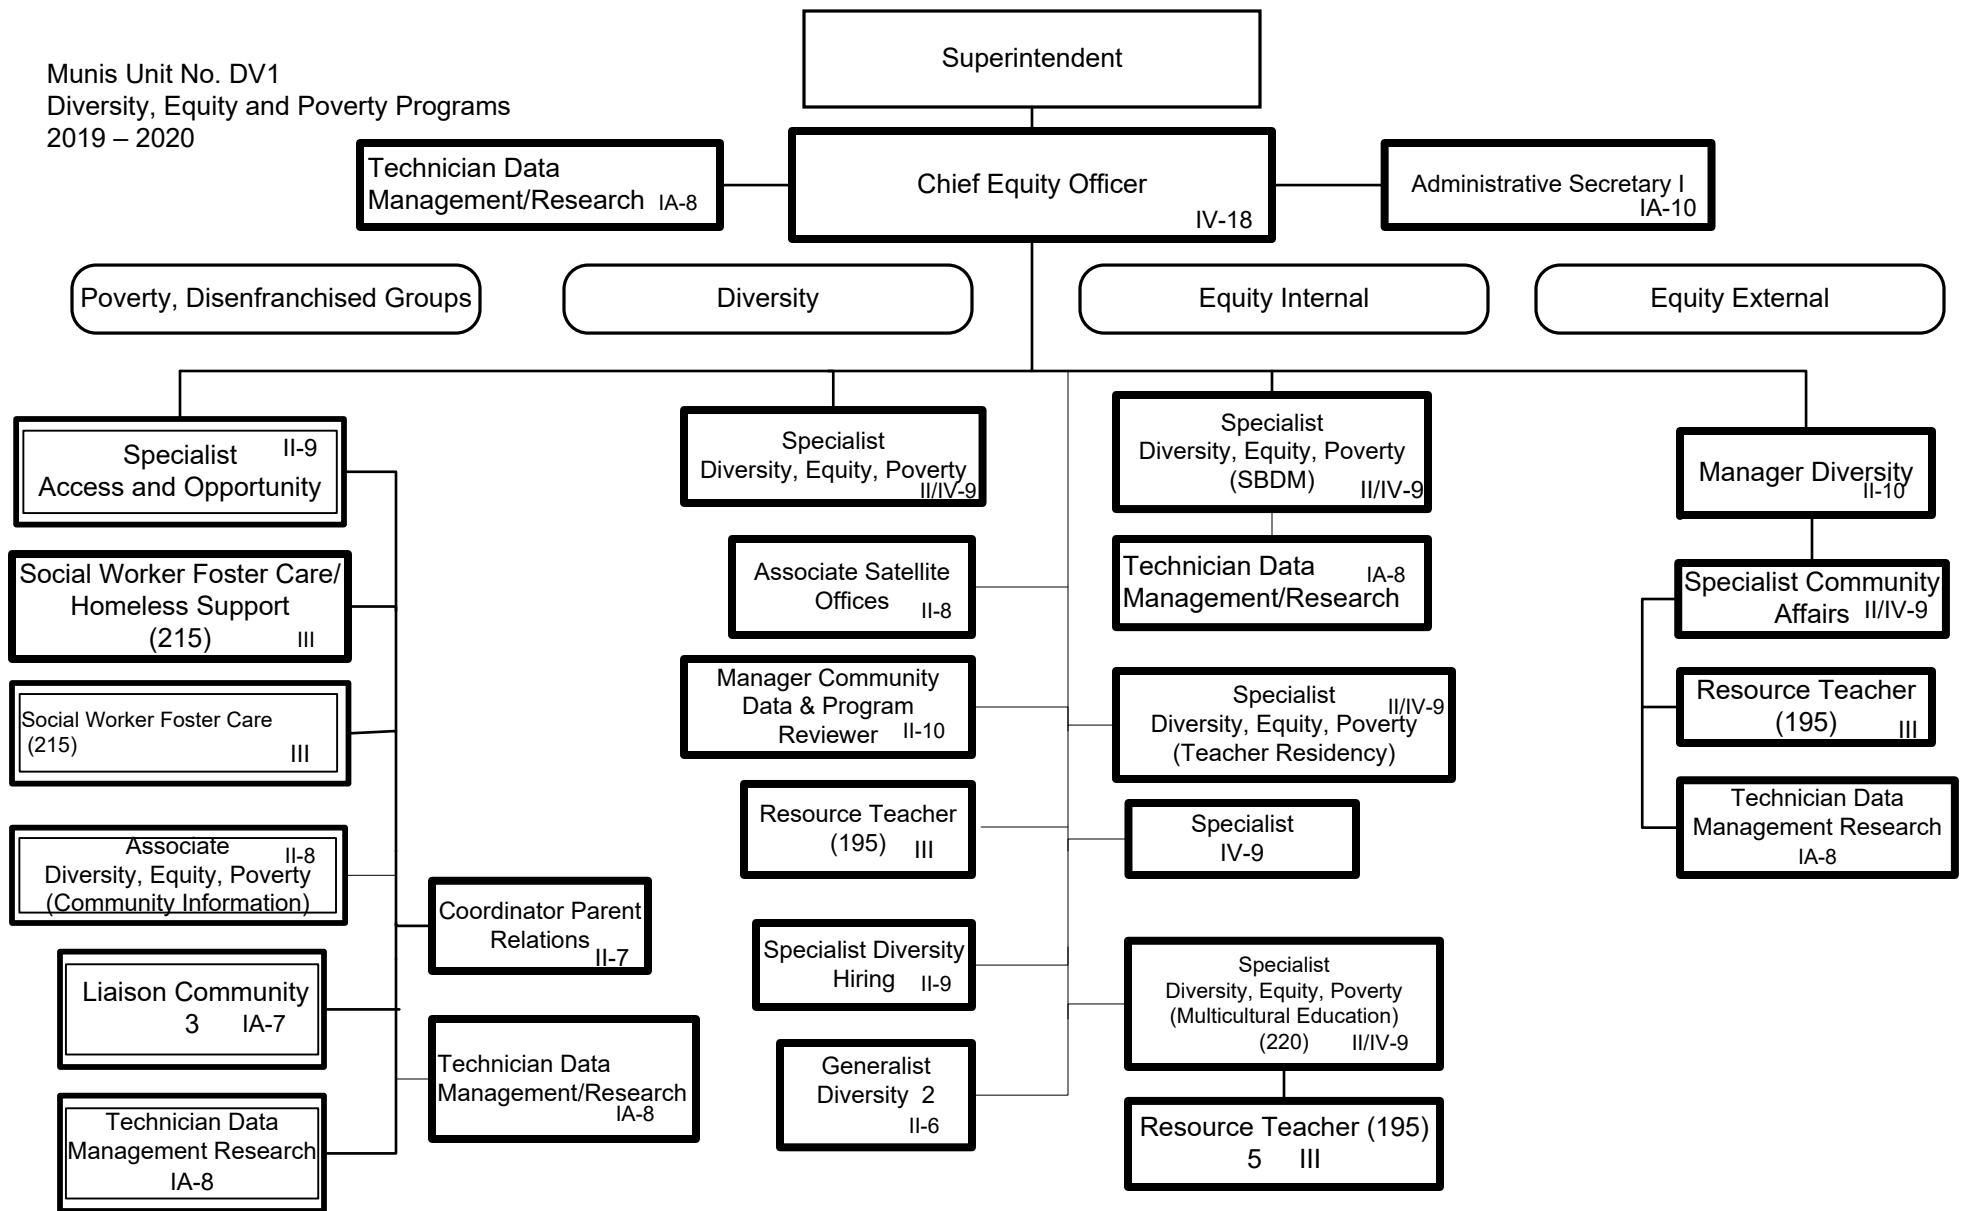 Superintendent
Munis Unit No. DV1
Diversity, Equity and Poverty Programs
2019 – 2020
Technician Data
Management/Research IA-8
Chief Equity Officer
IV-18
Administrative Secretary I
IA-10
Poverty, Disenfranchised Groups
Diversity
Equity Internal
Equity External
Specialist II-9
Access and Opportunity
Social Worker Foster Care/
Homeless Support
(215) III
Social Worker Foster Care
(215)
III
Associate
II-8
Diversity, Equity, Poverty
(Community Information)
Liaison Community
3 IA-7
Technician Data
Management Research
IA-8
Coordinator Parent
Relations
II-7
Technician Data
Management/Research
IA-8
Specialist
Diversity, Equity, Poverty
II/IV-9
Associate Satellite
Offices II-8
Manager Community
Data & Program
Reviewer II-10
Resource Teacher
(195) III
Specialist Diversity
Hiring II-9
Generalist
Diversity 2
II-6
Specialist
Diversity, Equity, Poverty
(SBDM) II/IV-9
Technician Data IA-8
Management/Research
Specialist
II/IV-9
Diversity, Equity, Poverty
(Teacher Residency)
Specialist
IV-9
Specialist
Diversity, Equity, Poverty
(Multicultural Education)
(220) II/IV-9
Resource Teacher (195)
5 III
Manager Diversity
II-10
Specialist Community
Affairs II/IV-9
Resource Teacher
(195) III
Technician Data
Management Research
IA-8